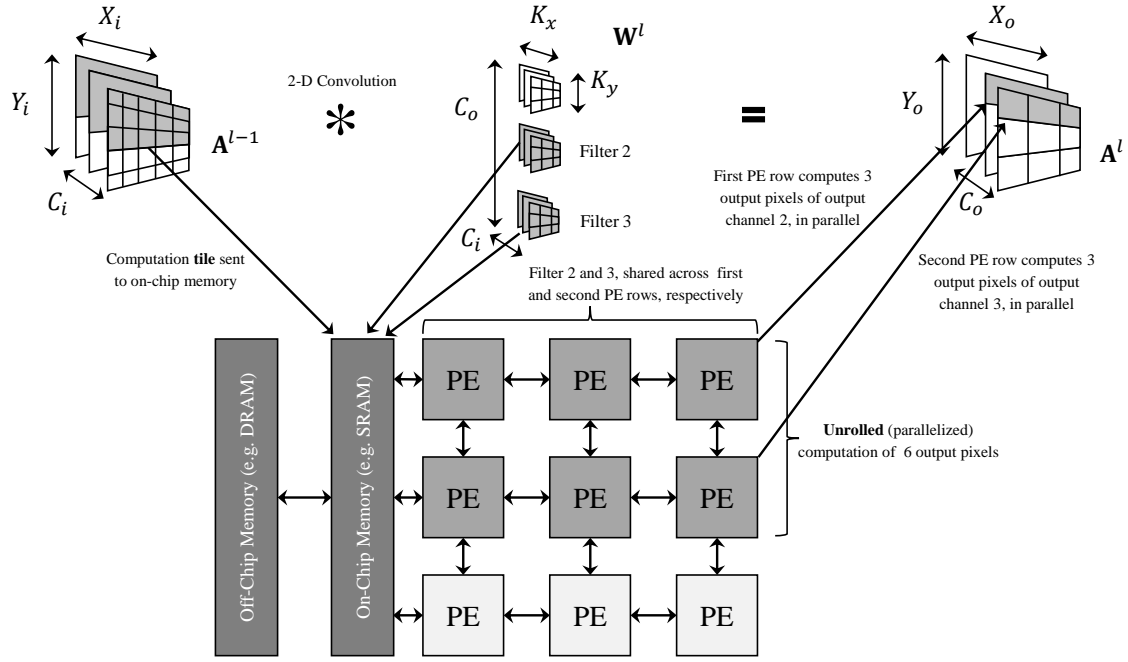 X_i
K_x
W^l
X_o
Y_i
2-D Convolution
*
=
K_y
C_o
Y_o
A^{l−1}
Filter 2
A^l
C_i
Filter 3
C_i
C_o
First PE row computes 3
output pixels of output
channel 2, in parallel
Computation tile sent
to on-chip memory
Filter 2 and 3, shared across first
and second PE rows, respectively
Second PE row computes 3
output pixels of output
channel 3, in parallel
Off-Chip Memory (e.g. DRAM)
On-Chip Memory (e.g. SRAM)
PE PE PE
PE PE PE
PE PE PE
Unrolled (parallelized)
computation of 6 output pixels